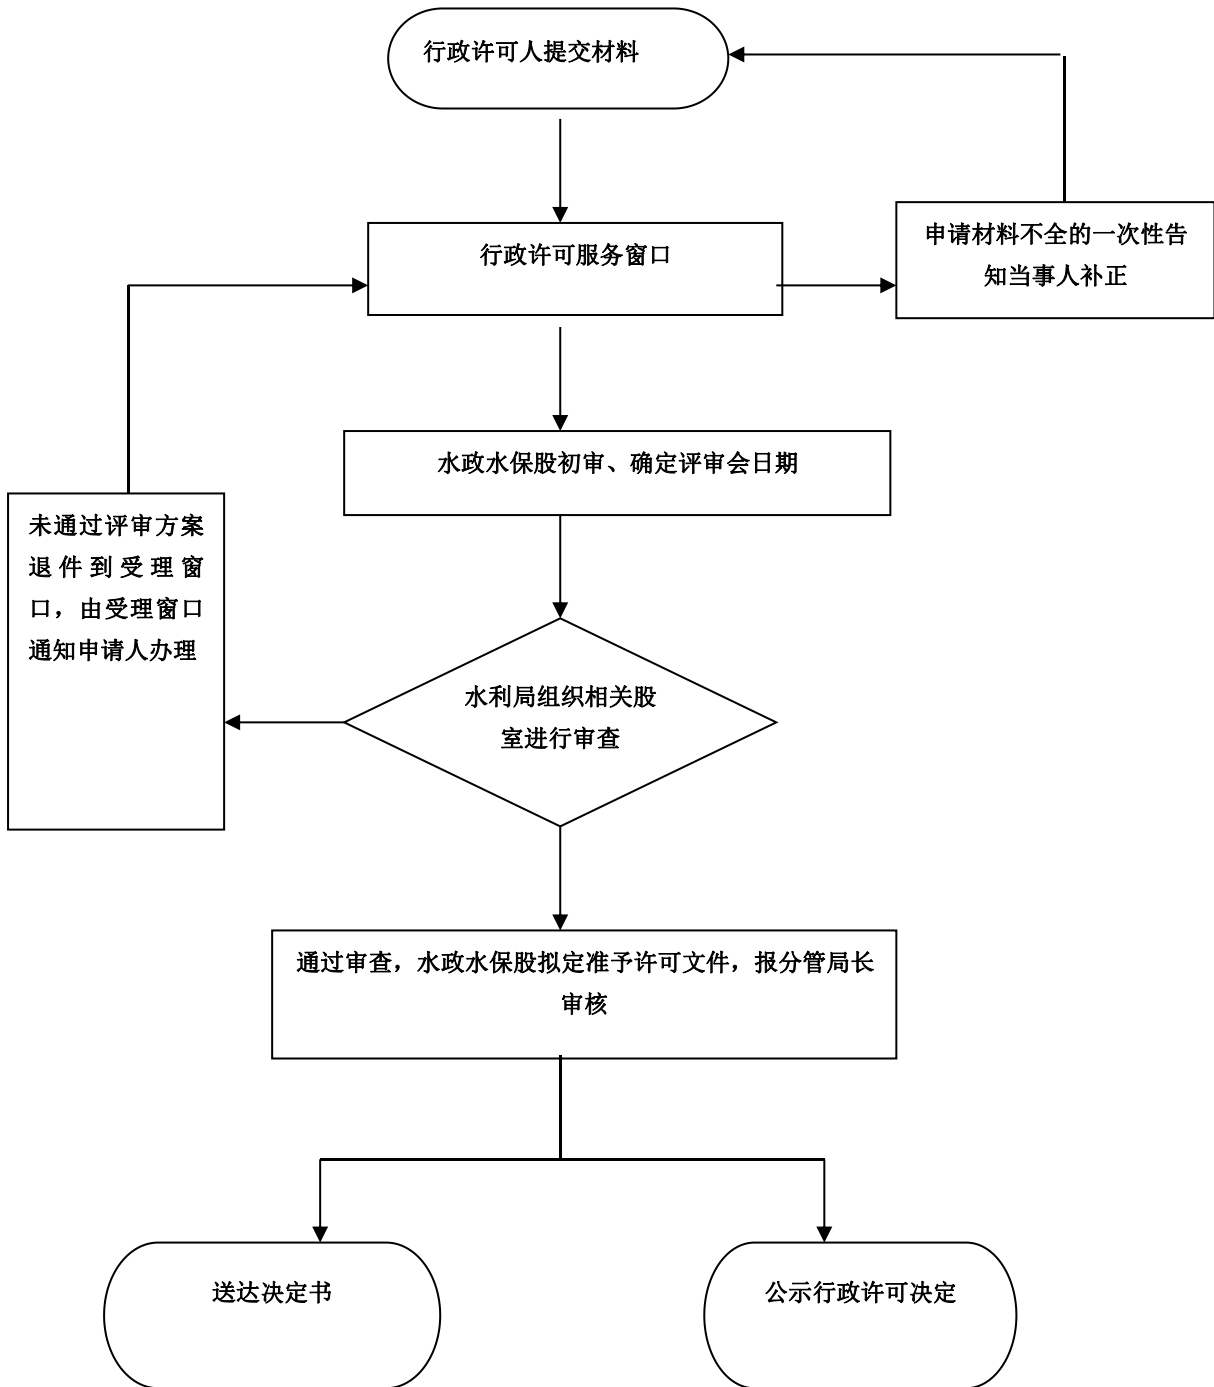 行政许可人提交材料
申请材料不全的一次性告
知当事人补正
行政许可服务窗口
水政水保股初审、确定评审会日期
未通过评审方案
退件到受理窗
口，由受理窗口
通知申请人办理
水利局组织相关股
室进行审查
通过审查，水政水保股拟定准予许可文件，报分管局长
审核
送达决定书
公示行政许可决定